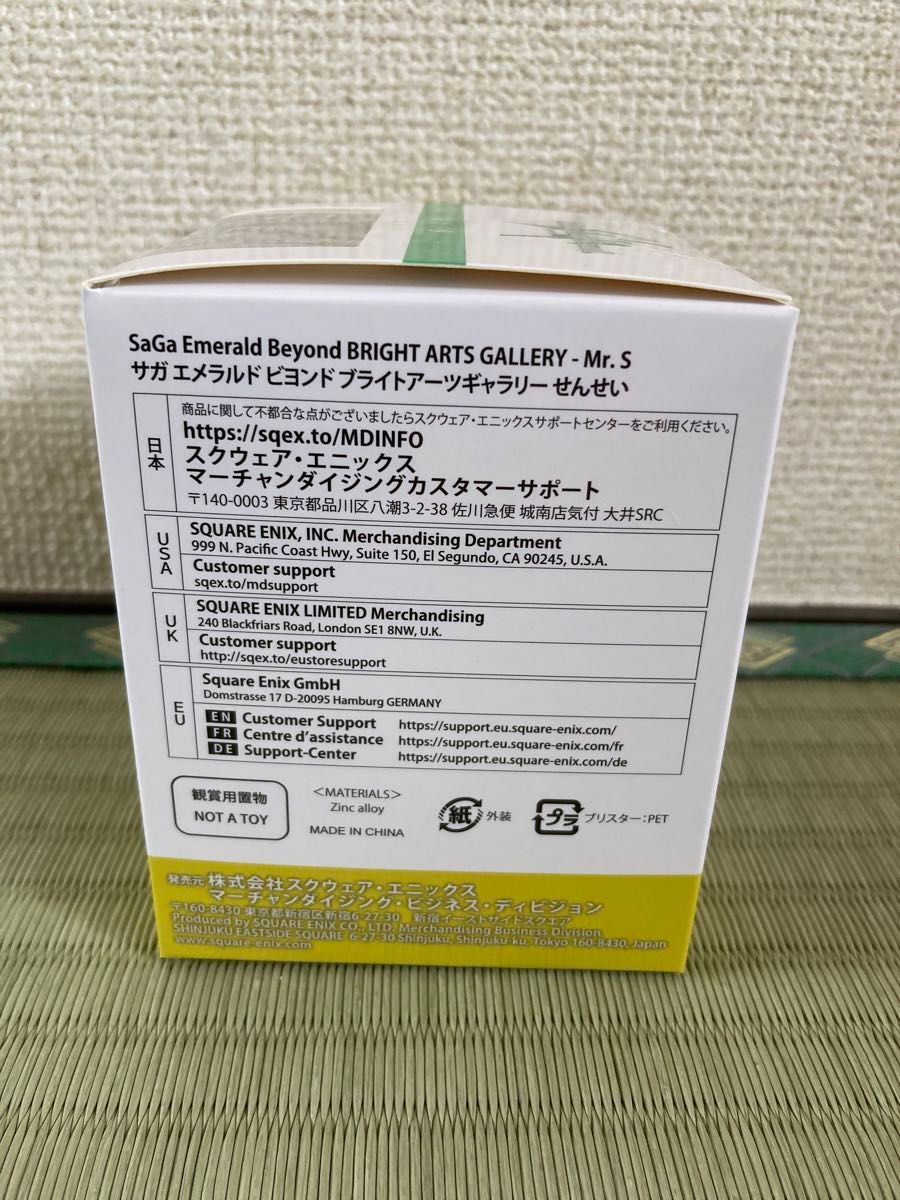 SaGa Emerald Beyond BRIGHT ARTS GALLERY - Mr. S
サガ エメラルド ビヨンド ブライトアーツギャラリー せんせい
日本
商品に関して不都合な点がございましたらスクウェア・エニックスサポートセンターをご利用ください。
https://sqex.to/MDINFO
スクウェア・エニックス
マーチャンダイジングカスタマーサポート
〒140-0003 東京都品川区八潮3-2-38 佐川急便 城南店気付 大井SRC
USA
SQUARE ENIX, INC. Merchandising Department
999 N. Pacific Coast Hwy, Suite 150, El Segundo, CA 90245, U.S.A.
Customer support
sqex.to/mdsupport
UK
SQUARE ENIX LIMITED Merchandising
240 Blackfriars Road, London SE1 8NW, U.K.
Customer support
http://sqex.to/eustoresupport
EU
Square Enix GmbH
Domstrasse 17 D-20095 Hamburg GERMANY
EN Customer Support https://support.eu.square-enix.com/
FR Centre d'assistance https://support.eu.square-enix.com/fr
DE Support-Center https://support.eu.square-enix.com/de
観賞用置物
NOT A TOY
<MATERIALS>
Zinc alloy
MADE IN CHINA
紙 外装
プラ ブリスター:PET
発売元 株式会社スクウェア・エニックス
マーチャンダイジング・ビジネス・ディビジョン
〒160-8430 東京都新宿区新宿6-27-30 新宿イーストサイドスクエア
Produced by SQUARE ENIX CO., LTD. Merchandising Business Division
SHINJUKU EASTSIDE SQUARE 6-27-30 Shinjuku, Shinjuku-ku, Tokyo 160-8430, Japan
www.square-enix.com